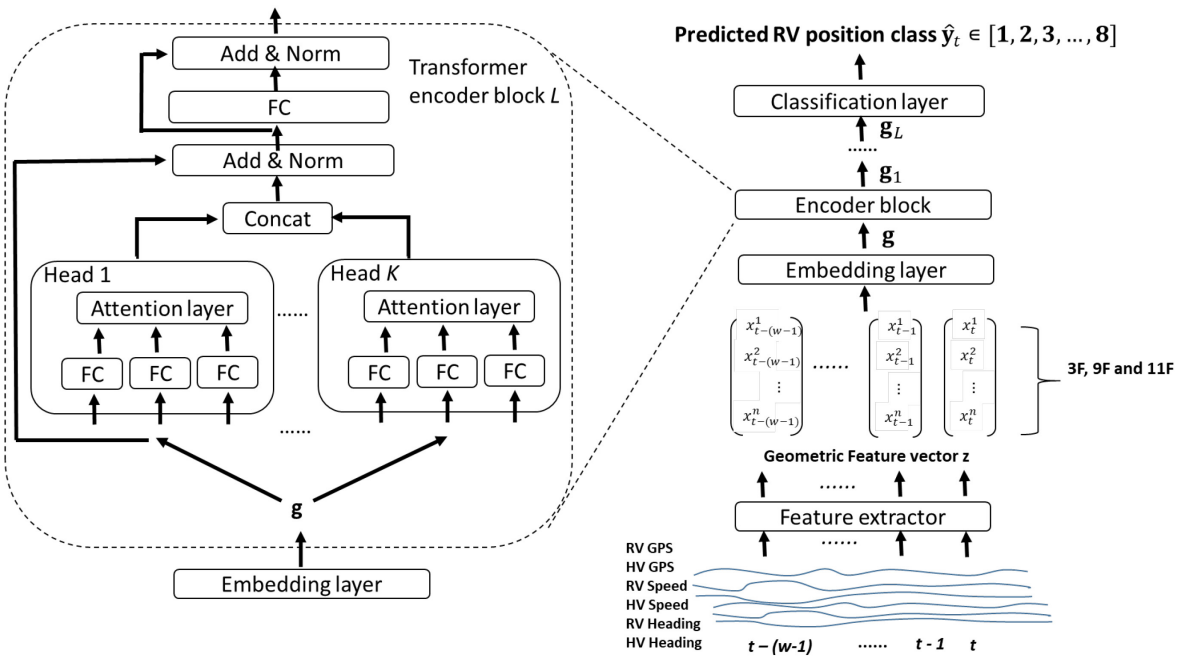 Add & Norm
Transformer
encoder block L
FC
Add & Norm
Concat
Head 1
Attention layer
FC FC FC
......
Head K
Attention layer
FC FC FC
......
g
Embedding layer
Predicted RV position class ŷ_t ∈ [1, 2, 3, ..., 8]
Classification layer
g_L
......
g_1
Encoder block
g
Embedding layer
x^1_{t-(w-1)} x^1_{t-1} x^1_t
x^2_{t-(w-1)} ...... x^2_{t-1} x^2_t
⋮ ⋮ ⋮
x^n_{t-(w-1)} x^n_{t-1} x^n_t
3F, 9F and 11F
Geometric Feature vector z
......
Feature extractor
......
RV GPS
HV GPS
RV Speed
HV Speed
RV Heading
HV Heading
t – (w-1) ...... t - 1 t